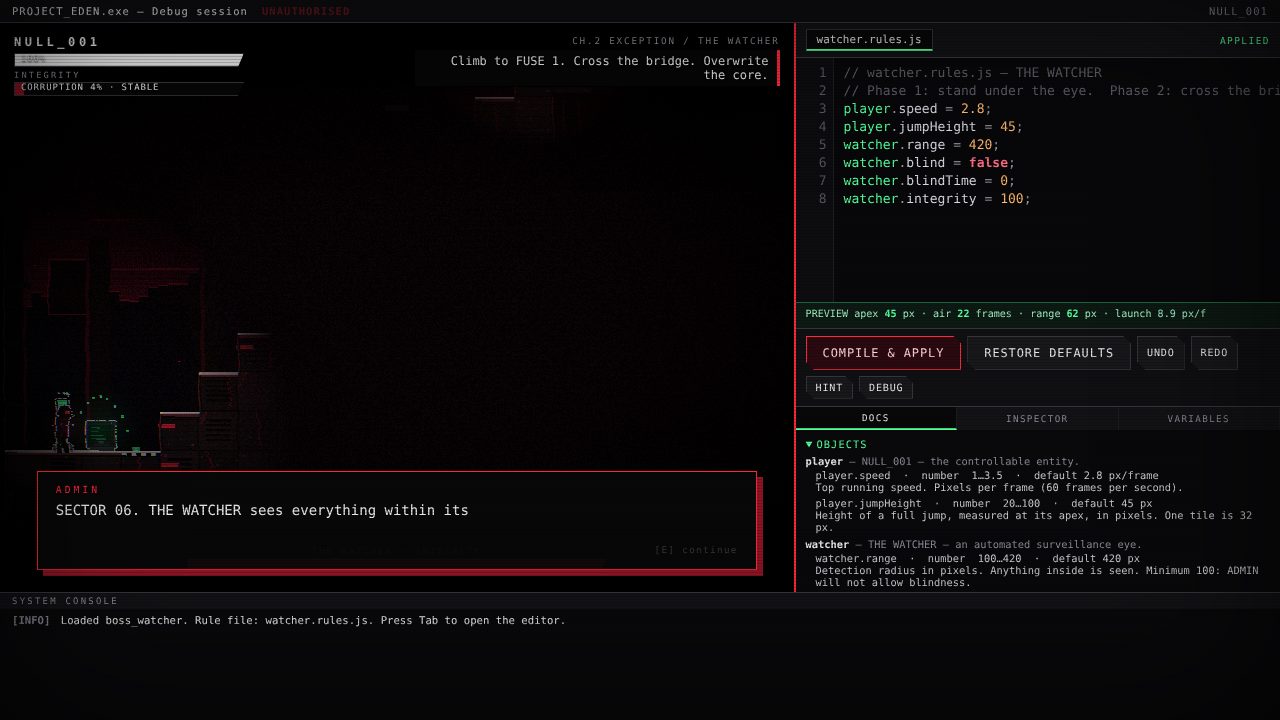 PROJECT_EDEN.exe — Debug session UNAUTHORISED
NULL_001
NULL_001
100%
INTEGRITY
CORRUPTION 4% · STABLE
CH.2 EXCEPTION / THE WATCHER
Climb to FUSE 1. Cross the bridge. Overwrite
the core.
watcher.rules.js
APPLIED
1 // watcher.rules.js — THE WATCHER
2 // Phase 1: stand under the eye. Phase 2: cross the bri
3 player.speed = 2.8;
4 player.jumpHeight = 45;
5 watcher.range = 420;
6 watcher.blind = false;
7 watcher.blindTime = 0;
8 watcher.integrity = 100;
PREVIEW apex 45 px · air 22 frames · range 62 px · launch 8.9 px/f
COMPILE & APPLY
RESTORE DEFAULTS
UNDO
REDO
HINT
DEBUG
DOCS
INSPECTOR
VARIABLES
▼ OBJECTS
player — NULL_001 — the controllable entity.
player.speed · number 1…3.5 · default 2.8 px/frame
Top running speed. Pixels per frame (60 frames per second).
player.jumpHeight · number 20…100 · default 45 px
Height of a full jump, measured at its apex, in pixels. One tile is 32
px.
watcher — THE WATCHER — an automated surveillance eye.
watcher.range · number 100…420 · default 420 px
Detection radius in pixels. Anything inside is seen. Minimum 100: ADMIN
will not allow blindness.
ADMIN
SECTOR 06. THE WATCHER sees everything within its
[E] continue
SYSTEM CONSOLE
[INFO] Loaded boss_watcher. Rule file: watcher.rules.js. Press Tab to open the editor.